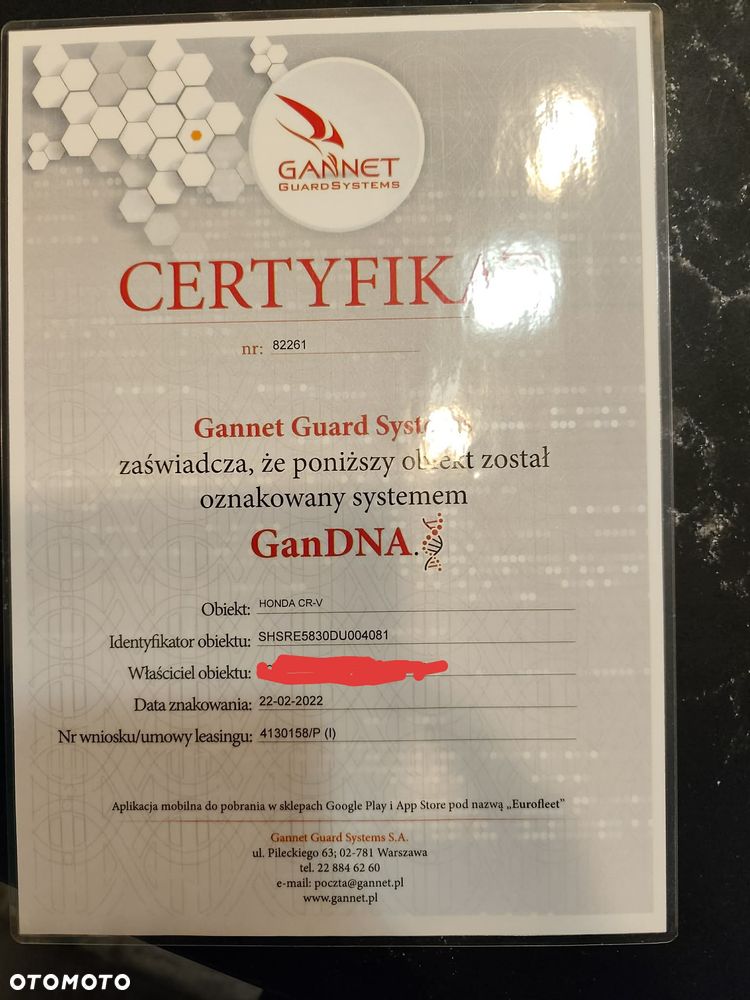 GANNET
GUARDSYSTEMS
CERTYFIKAT
nr: 82261
Gannet Guard Systems
zaświadcza, że poniższy obiekt został
oznakowany systemem
GanDNA.
Obiekt: HONDA CR-V
Identyfikator obiektu: SHSRE5830DU004081
Właściciel obiektu:
Data znakowania: 22-02-2022
Nr wniosku/umowy leasingu: 4130158/P (I)
Aplikacja mobilna do pobrania w sklepach Google Play i App Store pod nazwą „Eurofleet”
Gannet Guard Systems S.A.
ul. Pileckiego 63; 02-781 Warszawa
tel. 22 884 62 60
e-mail: poczta@gannet.pl
www.gannet.pl
OTOMOTO